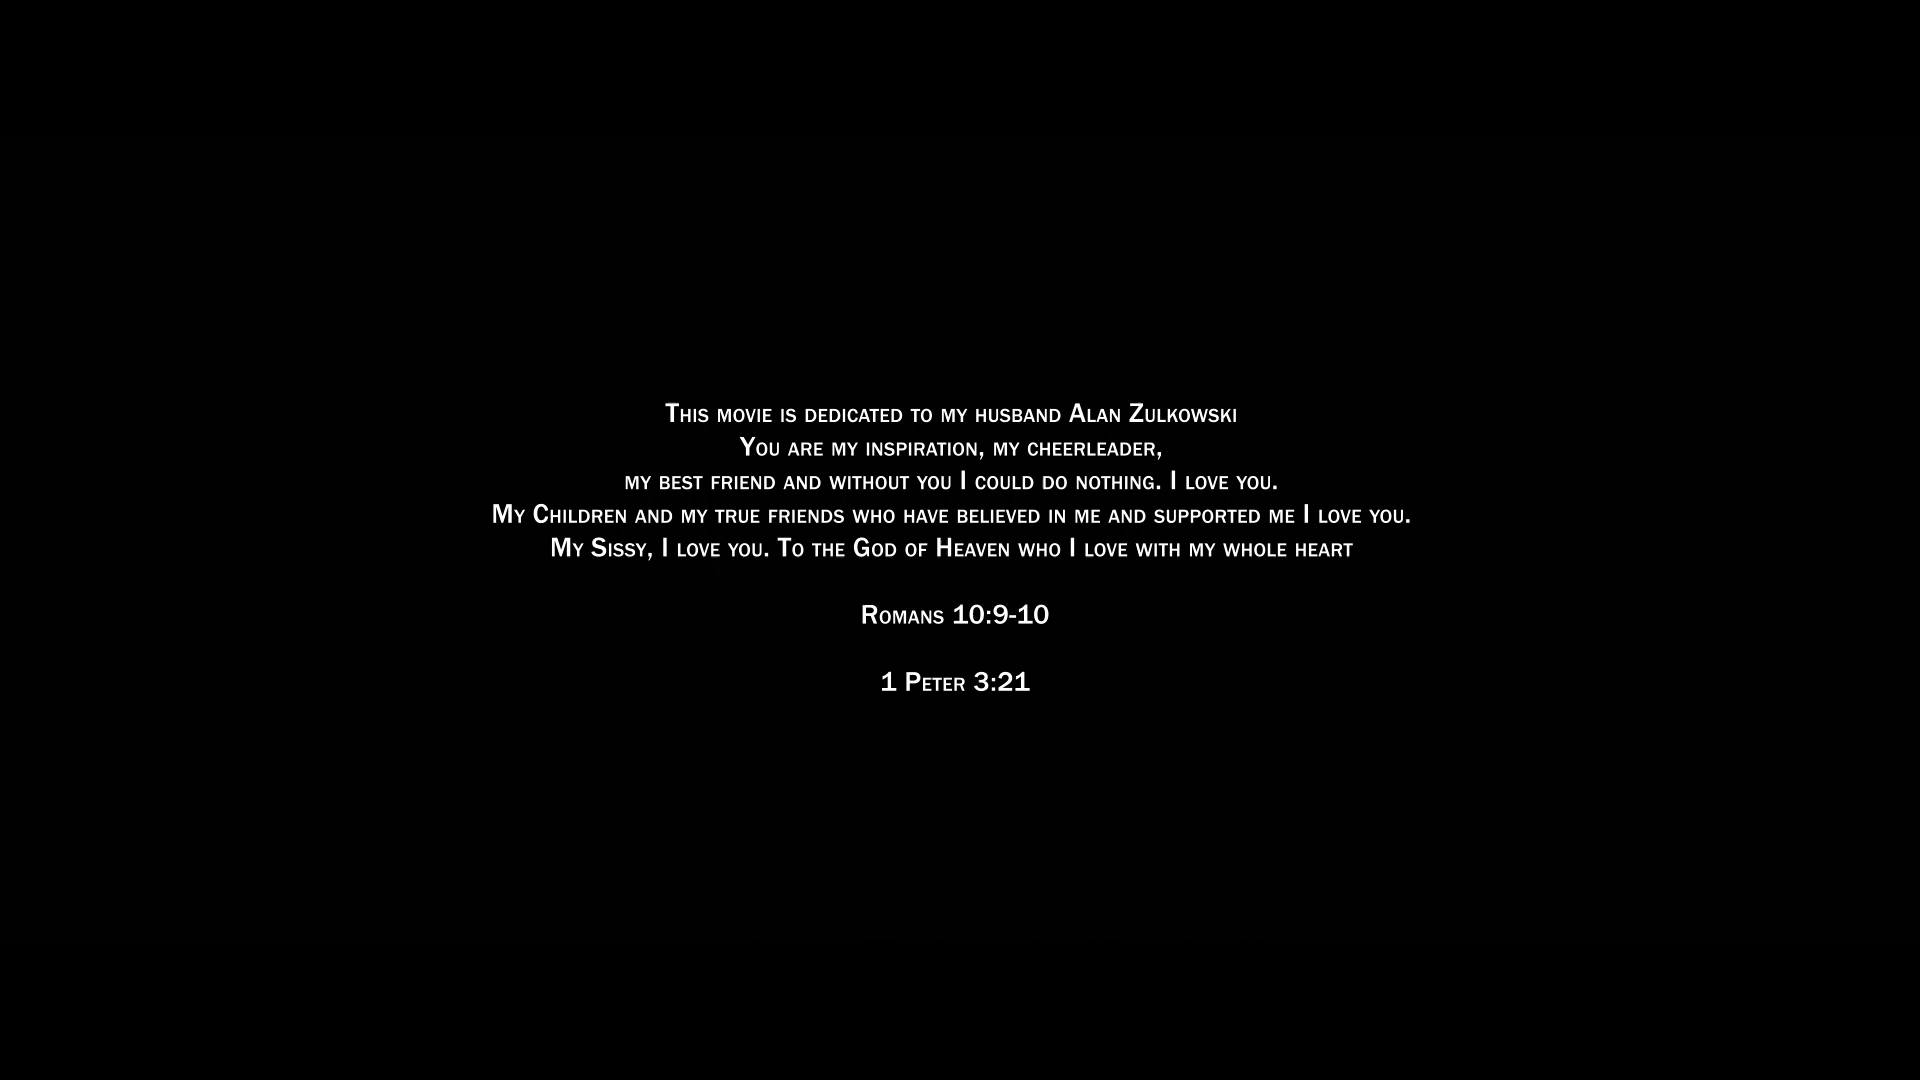 This movie is dedicated to my husband Alan Zulkowski
You are my inspiration, my cheerleader,
my best friend and without you I could do nothing. I love you.
My Children and my true friends who have believed in me and supported me I love you.
My Sissy, I love you. To the God of Heaven who I love with my whole heart
Romans 10:9-10
1 Peter 3:21